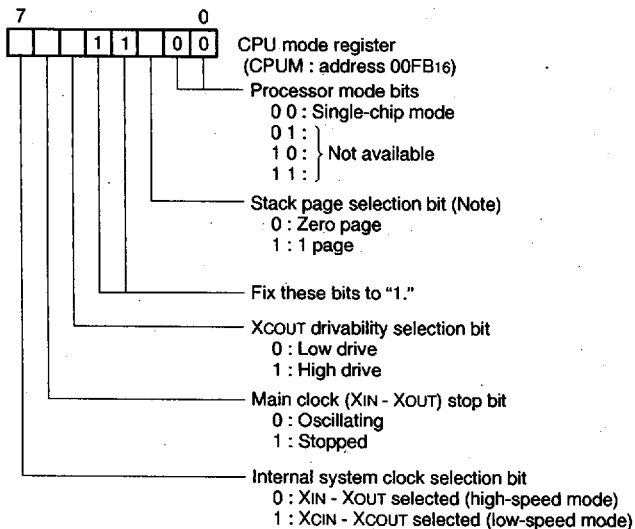 7 0
1 1 0 0 CPU mode register
(CPUM : address 00FB16)
Processor mode bits
0 0 : Single-chip mode
0 1 :
1 0 : Not available
1 1 :
Stack page selection bit (Note)
0 : Zero page
1 : 1 page
Fix these bits to “1.”
XCOUT drivability selection bit
0 : Low drive
1 : High drive
Main clock (XIN - XOUT) stop bit
0 : Oscillating
1 : Stopped
Internal system clock selection bit
0 : XIN - XOUT selected (high-speed mode)
1 : XCIN - XCOUT selected (low-speed mode)